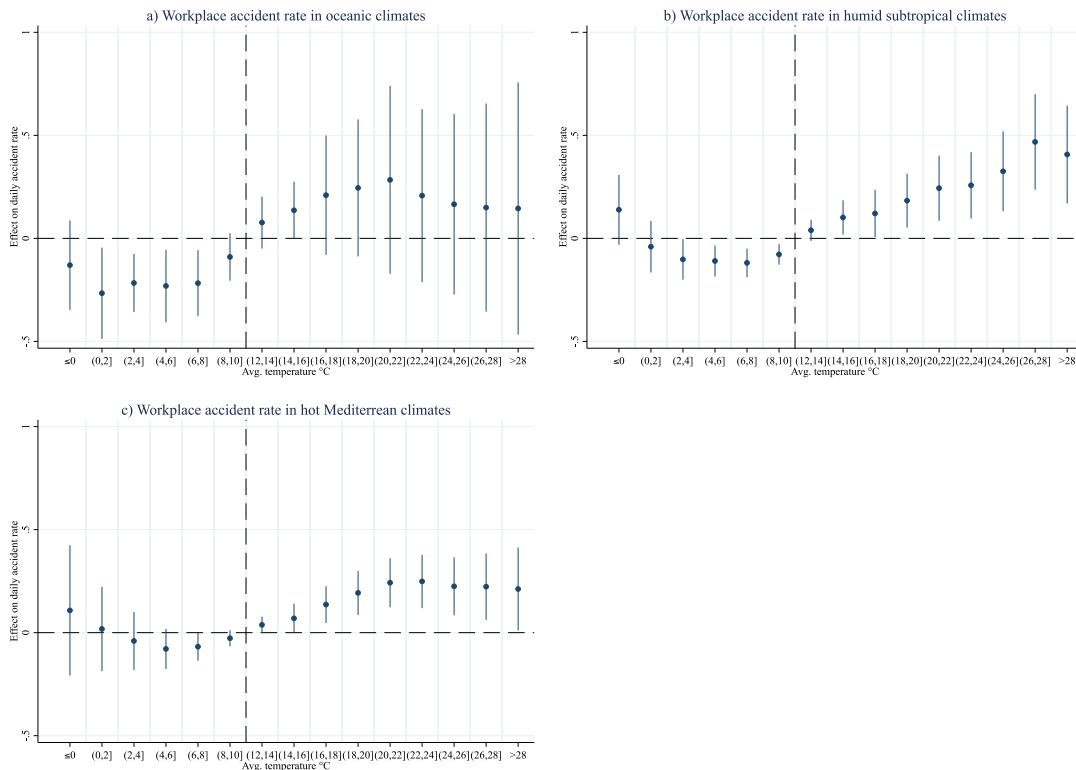 a) Workplace accident rate in oceanic climates
Effect on daily accident rate
1
.5
0
-.5
≤0 (0,2] (2,4] (4,6] (6,8] (8,10] (12,14] (14,16] (16,18] (18,20] (20,22] (22,24] (24,26] (26,28] >28
Avg. temperature °C
b) Workplace accident rate in humid subtropical climates
Effect on daily accident rate
1
.5
0
-.5
≤0 (0,2] (2,4] (4,6] (6,8] (8,10] (12,14] (14,16] (16,18] (18,20] (20,22] (22,24] (24,26] (26,28] >28
Avg. temperature °C
c) Workplace accident rate in hot Mediterrean climates
Effect on daily accident rate
1
.5
0
-.5
≤0 (0,2] (2,4] (4,6] (6,8] (8,10] (12,14] (14,16] (16,18] (18,20] (20,22] (22,24] (24,26] (26,28] >28
Avg. temperature °C